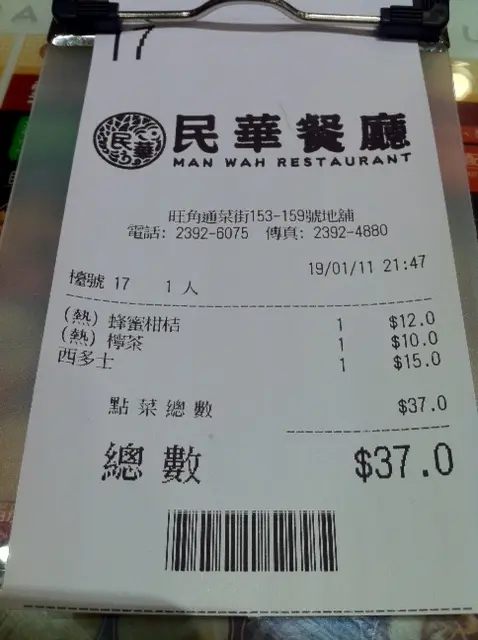 17
民華
民華餐廳
MAN WAH RESTAURANT
旺角通菜街153-159號地舖
電話: 2392-6075 傳真: 2392-4880
19/01/11 21:47
檯號 17 1 人
(熱) 蜂蜜柑桔 1 $12.0
(熱) 檸茶 1 $10.0
西多士 1 $15.0
點菜總數 $37.0
總數 $37.0